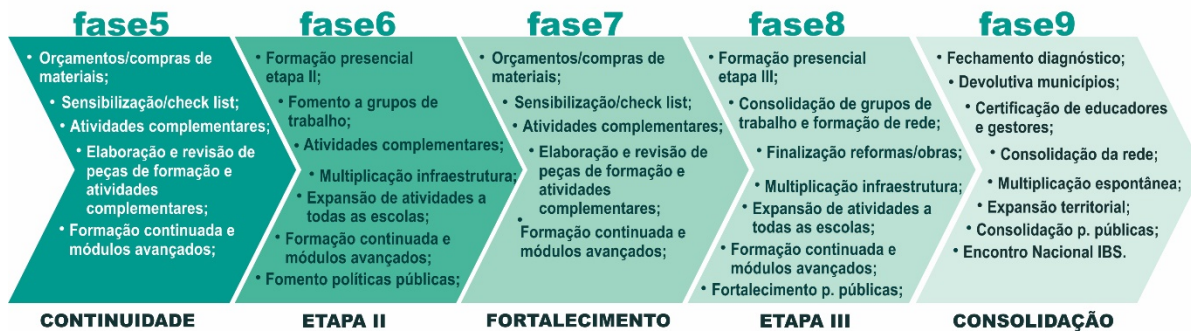 fase5
• Orçamentos/compras de
materiais;
• Sensibilização/check list;
• Atividades complementares;
• Elaboração e revisão de
peças de formação e
atividades
complementares;
• Formação continuada e
módulos avançados;
CONTINUIDADE
fase6
• Formação presencial
etapa II;
• Fomento a grupos de
trabalho;
• Atividades complementares;
• Multiplicação infraestrutura;
• Expansão de atividades a
todas as escolas;
• Formação continuada e
módulos avançados;
• Fomento políticas públicas;
ETAPA II
fase7
• Orçamentos/compras de
materiais;
• Sensibilização/check list;
• Atividades complementares;
• Elaboração e revisão de
peças de formação e
atividades
complementares;
• Formação continuada e
módulos avançados;
FORTALECIMENTO
fase8
• Formação presencial
etapa III;
• Consolidação de grupos de
trabalho e formação de rede;
• Finalização reformas/obras;
• Multiplicação infraestrutura;
• Expansão de atividades a
todas as escolas;
• Formação continuada e
módulos avançados;
• Fortalecimento p. públicas;
ETAPA III
fase9
• Fechamento diagnóstico;
• Devolutiva municípios;
• Certificação de educadores
e gestores;
• Consolidação da rede;
• Multiplicação espontânea;
• Expansão territorial;
• Consolidação p. públicas;
• Encontro Nacional IBS.
CONSOLIDAÇÃO